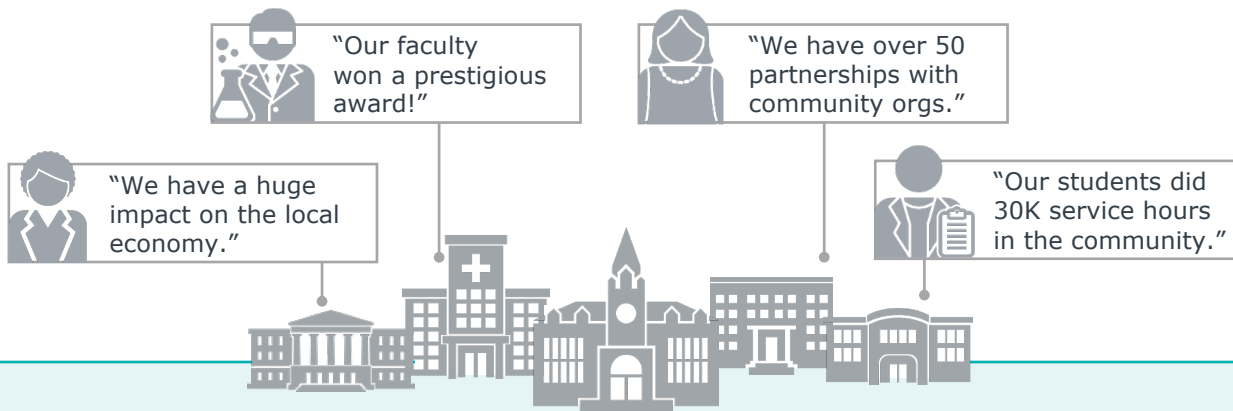 “Our faculty
won a prestigious
award!”
“We have over 50
partnerships with
community orgs.”
“We have a huge
impact on the local
economy.”
“Our students did
30K service hours
in the community.”